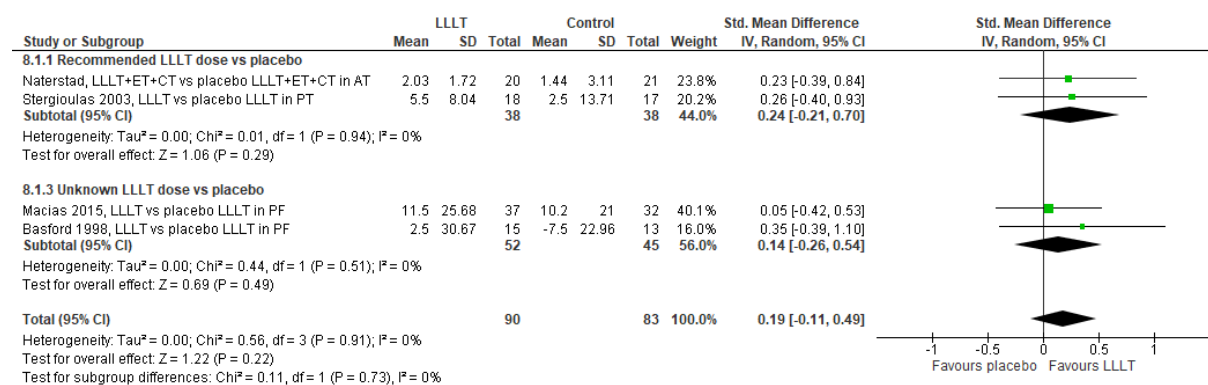 LLLT Control Std. Mean Difference Std. Mean Difference
Study or Subgroup Mean SD Total Mean SD Total Weight IV, Random, 95% CI IV, Random, 95% CI
8.1.1 Recommended LLLT dose vs placebo
Naterstad, LLLT+ET+CT vs placebo LLLT+ET+CT in AT 2.03 1.72 20 1.44 3.11 21 23.8% 0.23 [-0.39, 0.84]
Stergioulas 2003, LLLT vs placebo LLLT in PT 5.5 8.04 18 2.5 13.71 17 20.2% 0.26 [-0.40, 0.93]
Subtotal (95% CI) 38 38 44.0% 0.24 [-0.21, 0.70]
Heterogeneity: Tau² = 0.00; Chi² = 0.01, df = 1 (P = 0.94); I² = 0%
Test for overall effect: Z = 1.06 (P = 0.29)
8.1.3 Unknown LLLT dose vs placebo
Macias 2015, LLLT vs placebo LLLT in PF 11.5 25.68 37 10.2 21 32 40.1% 0.05 [-0.42, 0.53]
Basford 1998, LLLT vs placebo LLLT in PF 2.5 30.67 15 -7.5 22.96 13 16.0% 0.35 [-0.39, 1.10]
Subtotal (95% CI) 52 45 56.0% 0.14 [-0.26, 0.54]
Heterogeneity: Tau² = 0.00; Chi² = 0.44, df = 1 (P = 0.51); I² = 0%
Test for overall effect: Z = 0.69 (P = 0.49)
Total (95% CI) 90 83 100.0% 0.19 [-0.11, 0.49]
Heterogeneity: Tau² = 0.00; Chi² = 0.56, df = 3 (P = 0.91); I² = 0%
Test for overall effect: Z = 1.22 (P = 0.22)
Test for subgroup differences: Chi² = 0.11, df = 1 (P = 0.73), I² = 0%
-1 -0.5 0 0.5 1
Favours placebo Favours LLLT